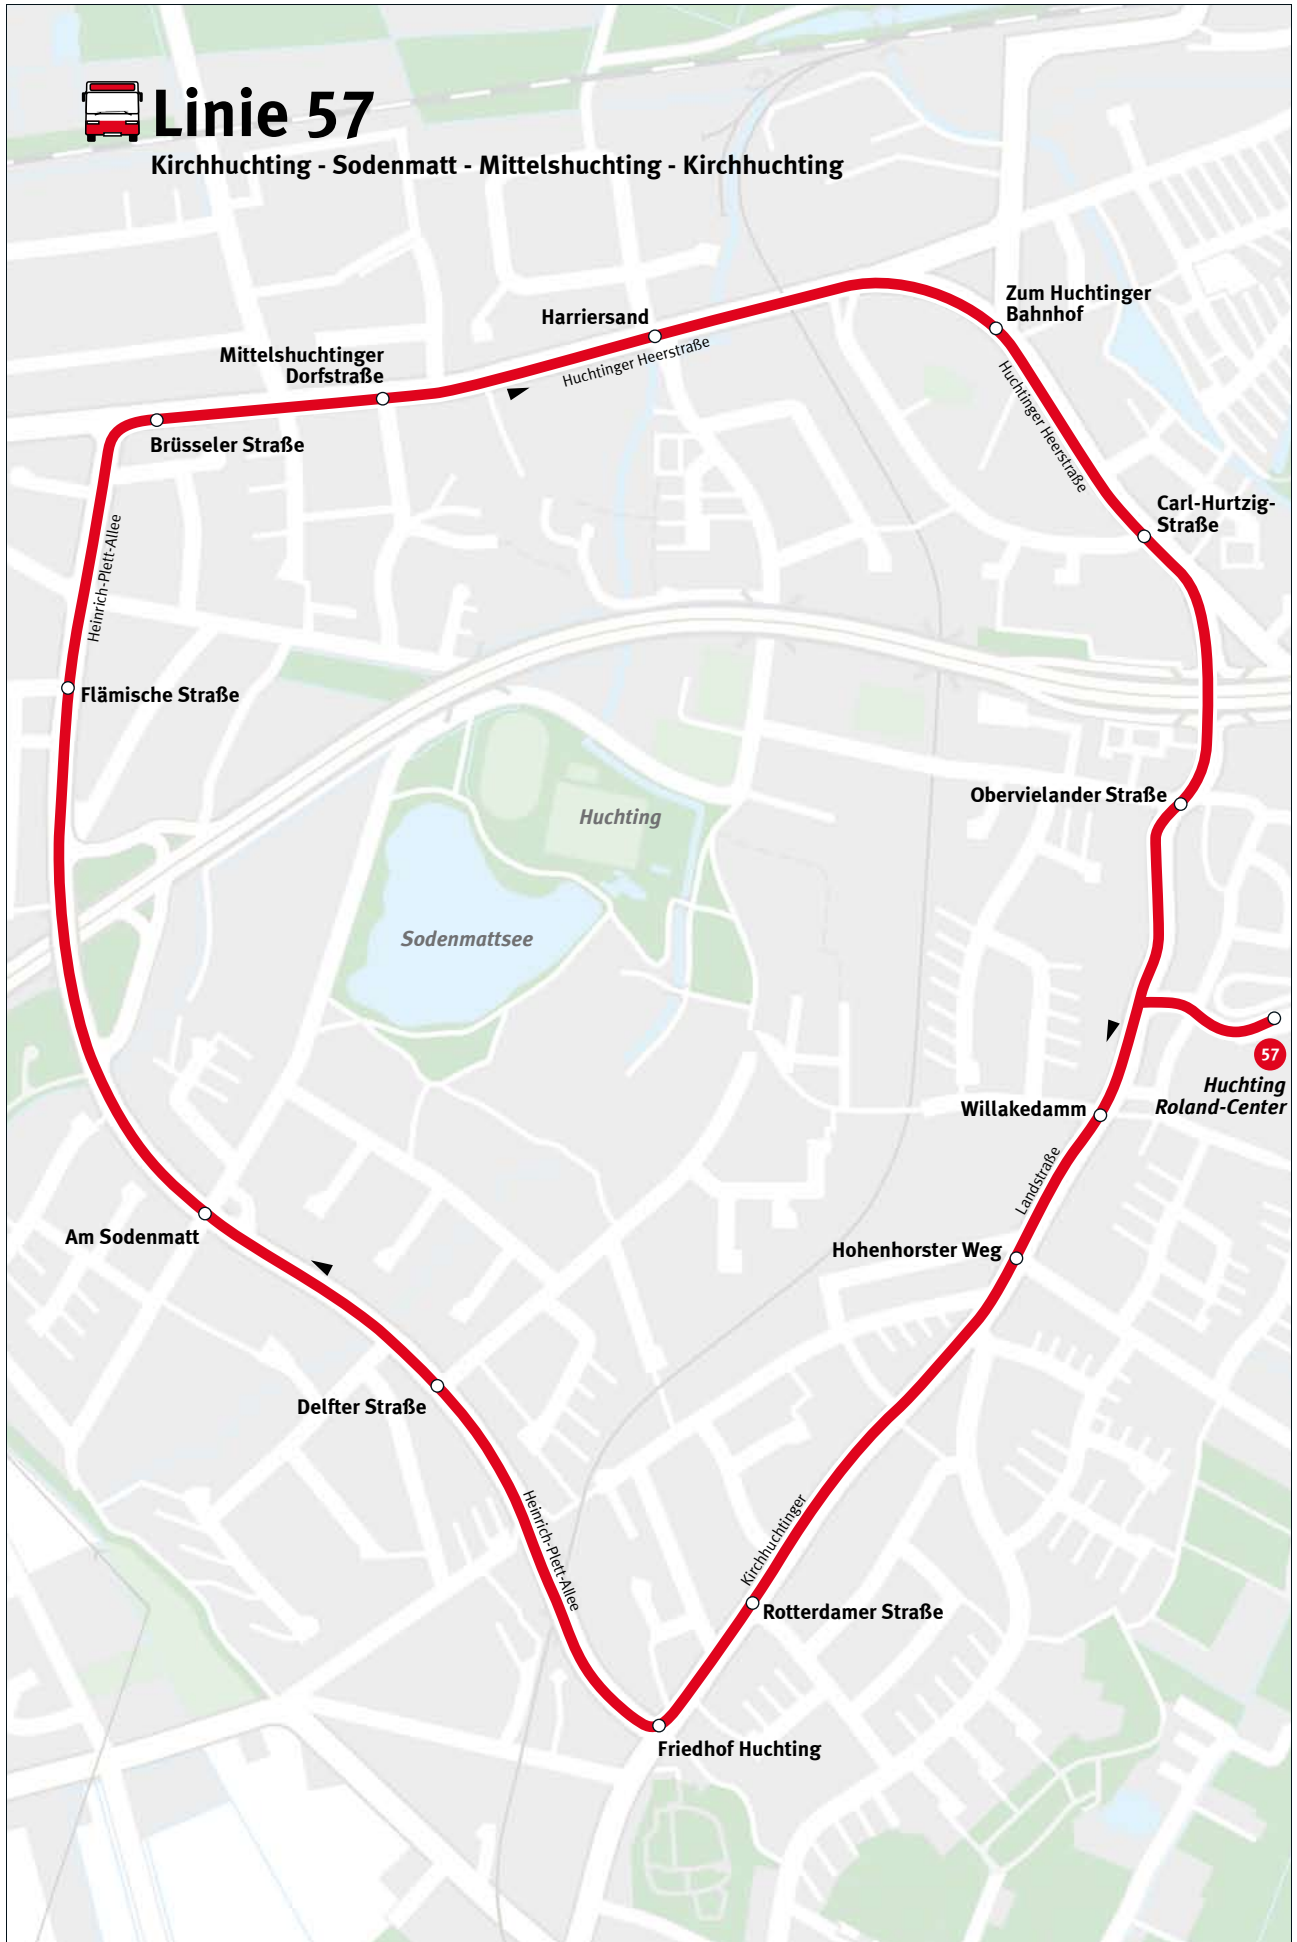 Linie 57
Kirchhuchting - Sodenmatt - Mittelshuchting - Kirchhuchting
Zum Huchtinger
Bahnhof
Harriersand
Huchtinger Heerstraße
Mittelshuchtinger
Dorfstraße
Huchtinger Heerstraße
Brüsseler Straße
Carl-Hurtzig-
Straße
Heinrich-Plett-Allee
Flämische Straße
Obervielander Straße
Huchting
Sodenmattsee
57
Huchting
Roland-Center
Willakedamm
Landstraße
Am Sodenmatt
Hohenhorster Weg
Delfter Straße
Heinrich-Plett-Allee
Kirchhuchtinger
Rotterdamer Straße
Friedhof Huchting